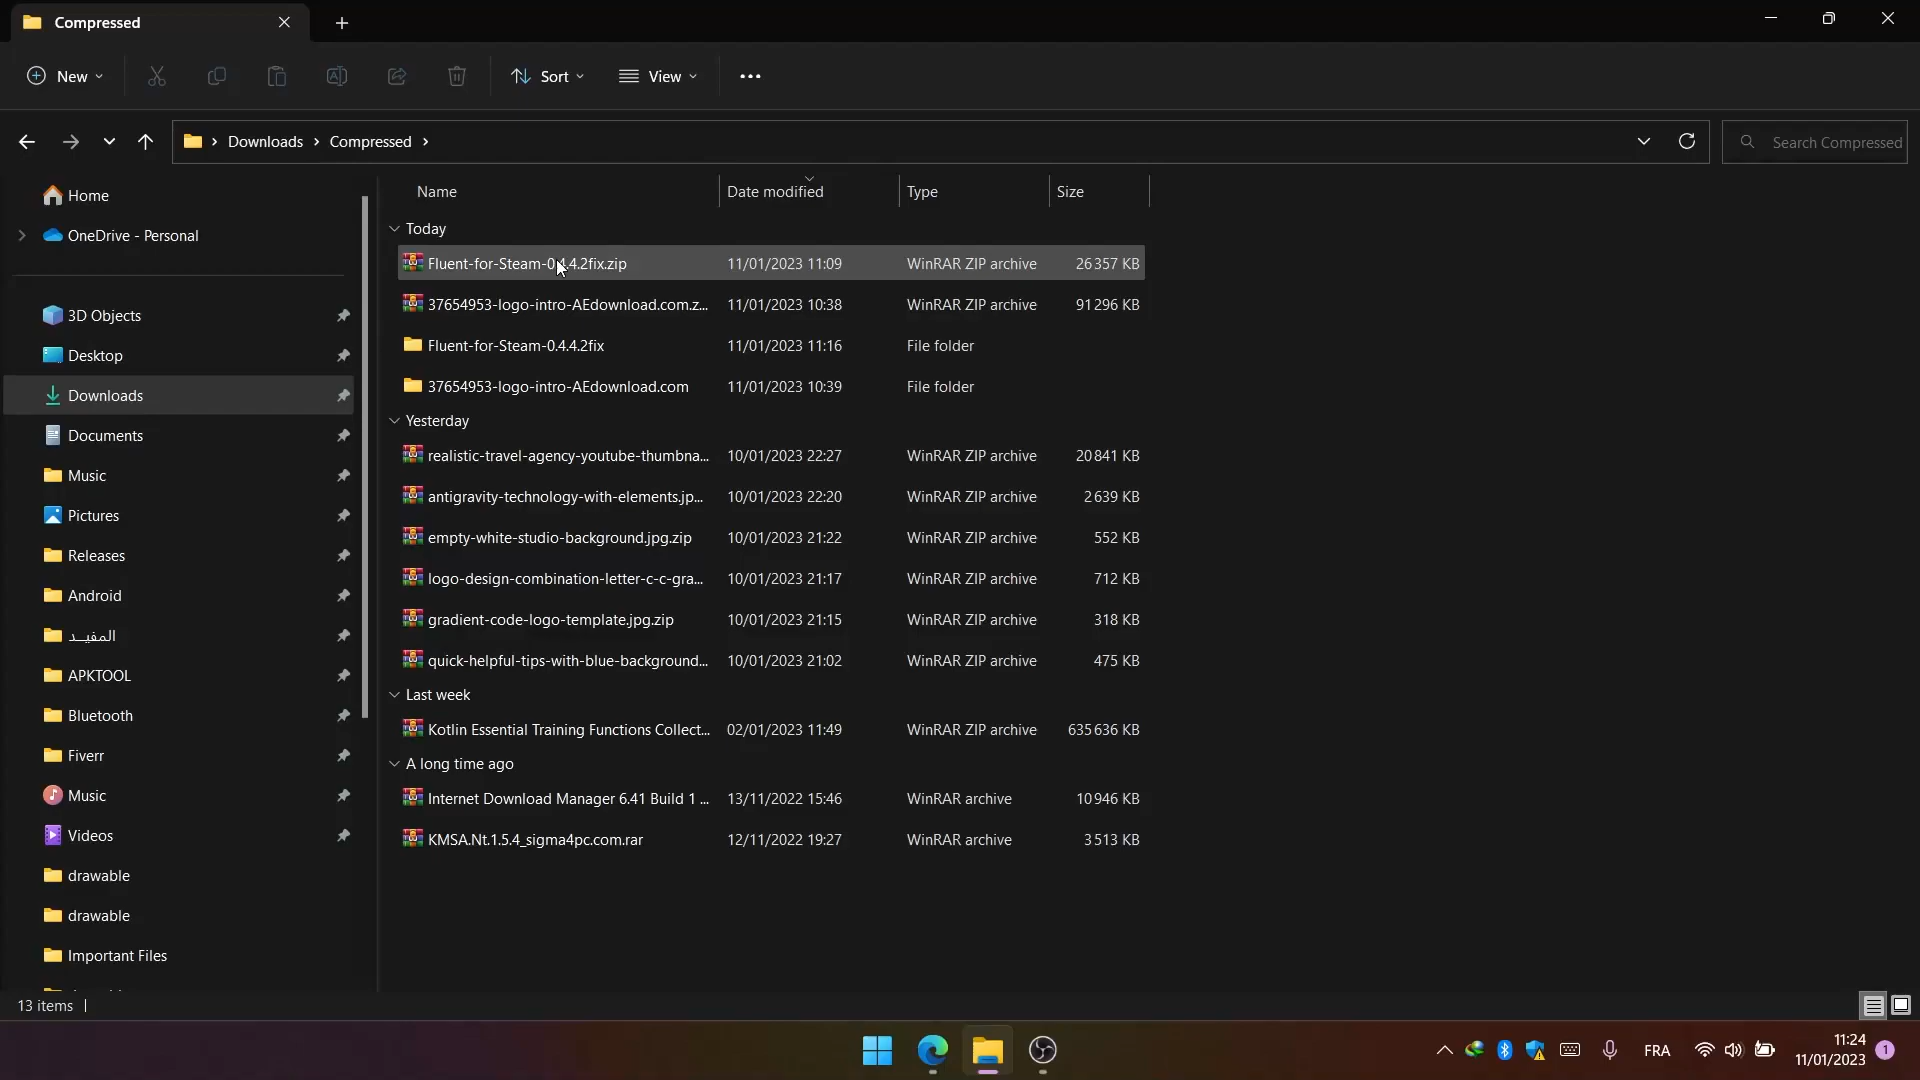 Compressed
New
Sort
View
Downloads
Compressed
Search Compressed
Home
OneDrive - Personal
3D Objects
Desktop
Downloads
Documents
Music
Pictures
Releases
Android
المفيــد
APKTOOL
Bluetooth
Fiverr
Music
Videos
drawable
drawable
Important Files
Name Date modified Type Size
Today
Fluent-for-Steam-0.4.4.2fix.zip 11/01/2023 11:09 WinRAR ZIP archive 26 357 KB
37654953-logo-intro-AEdownload.com.z... 11/01/2023 10:38 WinRAR ZIP archive 91 296 KB
Fluent-for-Steam-0.4.4.2fix 11/01/2023 11:16 File folder
37654953-logo-intro-AEdownload.com 11/01/2023 10:39 File folder
Yesterday
realistic-travel-agency-youtube-thumbna... 10/01/2023 22:27 WinRAR ZIP archive 20 841 KB
antigravity-technology-with-elements.jp... 10/01/2023 22:20 WinRAR ZIP archive 2 639 KB
empty-white-studio-background.jpg.zip 10/01/2023 21:22 WinRAR ZIP archive 552 KB
logo-design-combination-letter-c-c-gra... 10/01/2023 21:17 WinRAR ZIP archive 712 KB
gradient-code-logo-template.jpg.zip 10/01/2023 21:15 WinRAR ZIP archive 318 KB
quick-helpful-tips-with-blue-background... 10/01/2023 21:02 WinRAR ZIP archive 475 KB
Last week
Kotlin Essential Training Functions Collect... 02/01/2023 11:49 WinRAR ZIP archive 635 636 KB
A long time ago
Internet Download Manager 6.41 Build 1 ... 13/11/2022 15:46 WinRAR archive 10 946 KB
KMSA.Nt.1.5.4_sigma4pc.com.rar 12/11/2022 19:27 WinRAR archive 3 513 KB
13 items
FRA
11:24
11/01/2023
1